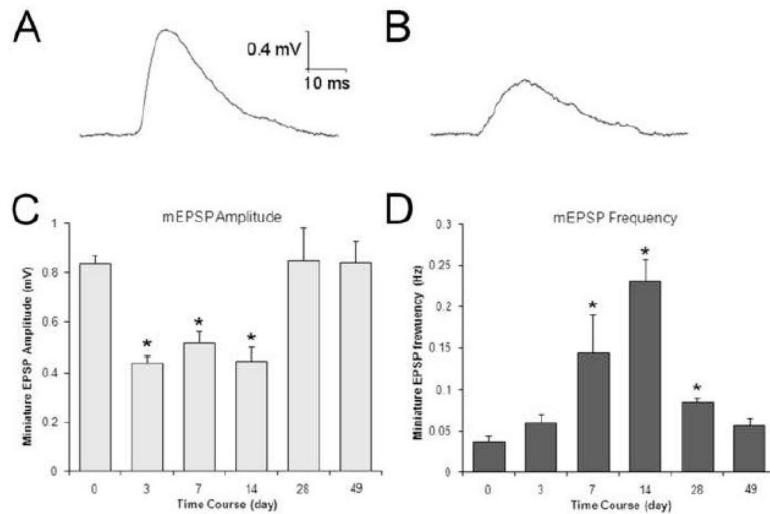 A
0.4 mV
10 ms
B
C
mEPSP Amplitude
Miniature EPSP Amplitude (mV)
1
0.8
0.6
0.4
0.2
0
*
*
*
0 3 7 14 28 49
Time Course (day)
D
mEPSP Frequency
Miniature EPSP frewuency (Hz)
0.3
0.25
0.2
0.15
0.1
0.05
0
*
*
*
0 3 7 14 28 49
Time Course (day)